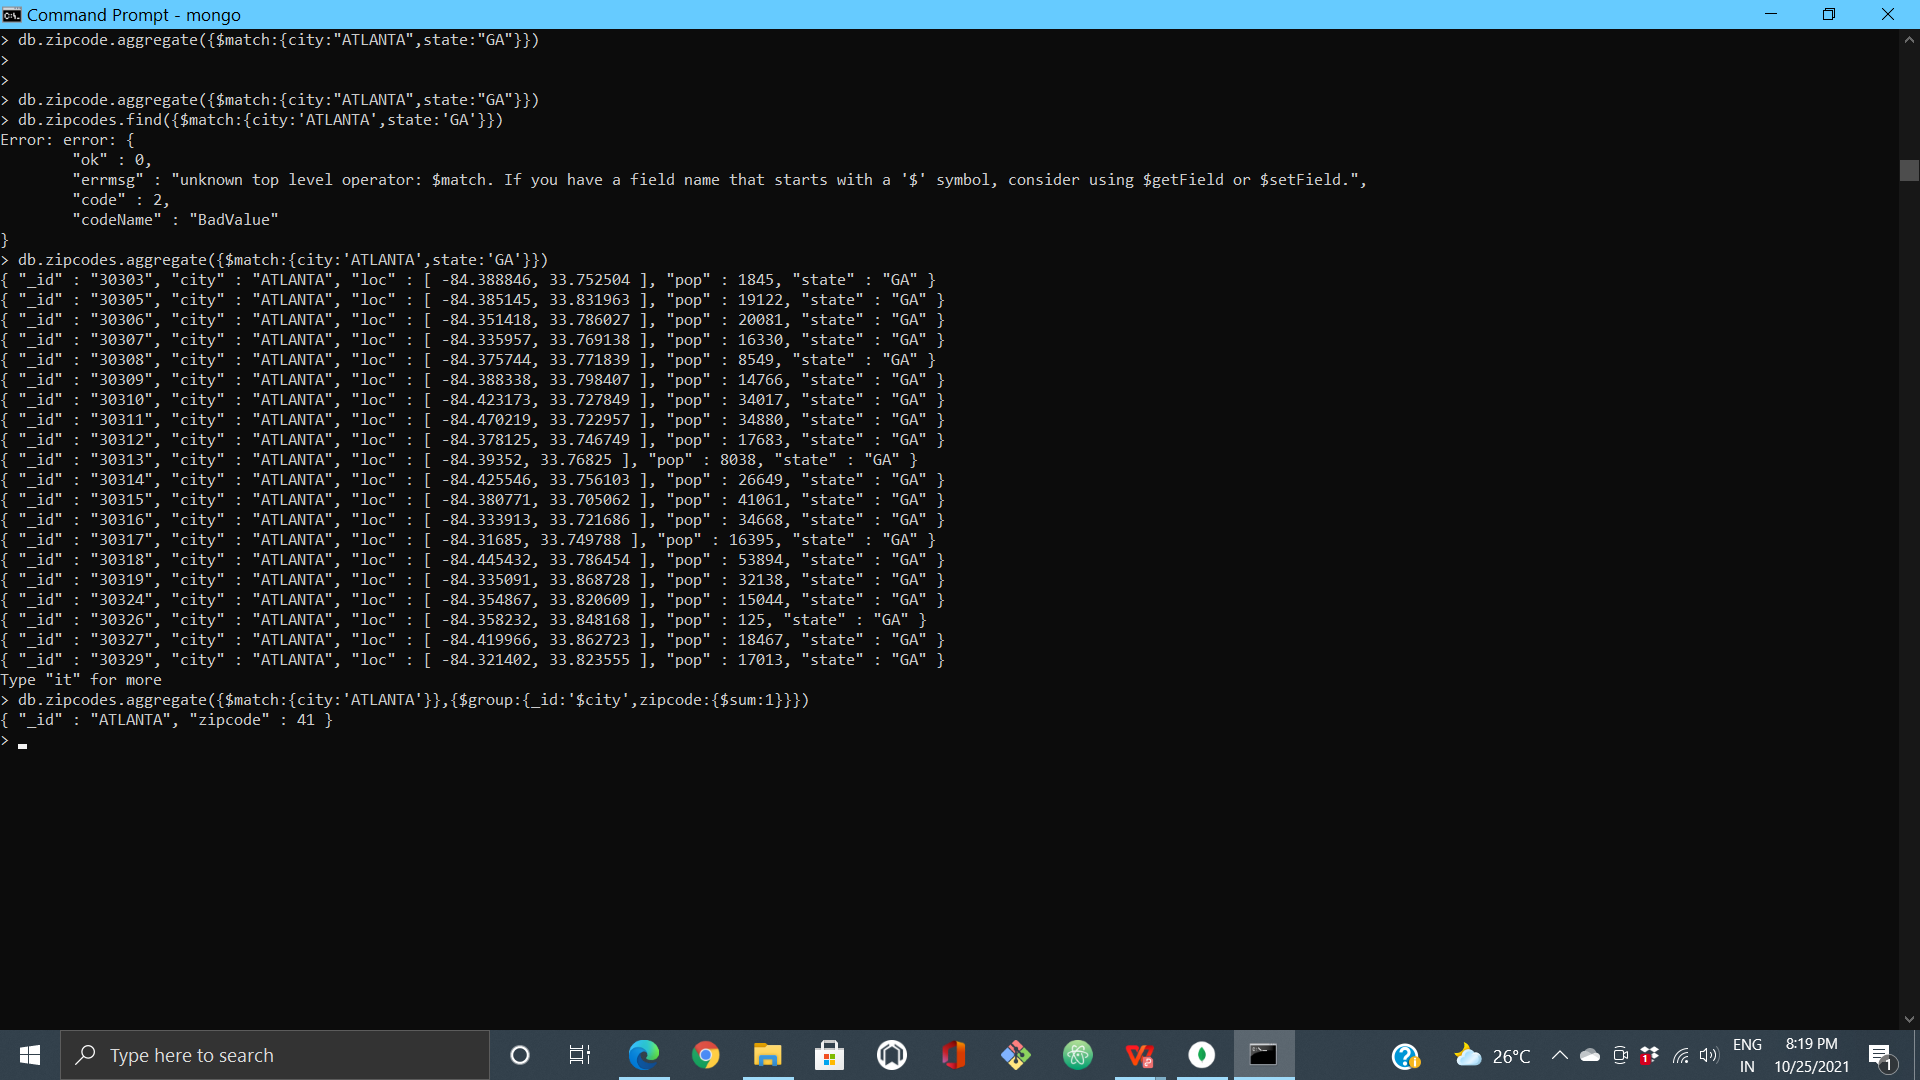 Command Prompt - mongo
> db.zipcode.aggregate({$match:{city:"ATLANTA",state:"GA"}})
>
>
> db.zipcode.aggregate({$match:{city:"ATLANTA",state:"GA"}})
> db.zipcodes.find({$match:{city:'ATLANTA',state:'GA'}})
Error: error: {
        "ok" : 0,
        "errmsg" : "unknown top level operator: $match. If you have a field name that starts with a '$' symbol, consider using $getField or $setField.",
        "code" : 2,
        "codeName" : "BadValue"
}
> db.zipcodes.aggregate({$match:{city:'ATLANTA',state:'GA'}})
{ "_id" : "30303", "city" : "ATLANTA", "loc" : [ -84.388846, 33.752504 ], "pop" : 1845, "state" : "GA" }
{ "_id" : "30305", "city" : "ATLANTA", "loc" : [ -84.385145, 33.831963 ], "pop" : 19122, "state" : "GA" }
{ "_id" : "30306", "city" : "ATLANTA", "loc" : [ -84.351418, 33.786027 ], "pop" : 20081, "state" : "GA" }
{ "_id" : "30307", "city" : "ATLANTA", "loc" : [ -84.335957, 33.769138 ], "pop" : 16330, "state" : "GA" }
{ "_id" : "30308", "city" : "ATLANTA", "loc" : [ -84.375744, 33.771839 ], "pop" : 8549, "state" : "GA" }
{ "_id" : "30309", "city" : "ATLANTA", "loc" : [ -84.388338, 33.798407 ], "pop" : 14766, "state" : "GA" }
{ "_id" : "30310", "city" : "ATLANTA", "loc" : [ -84.423173, 33.727849 ], "pop" : 34017, "state" : "GA" }
{ "_id" : "30311", "city" : "ATLANTA", "loc" : [ -84.470219, 33.722957 ], "pop" : 34880, "state" : "GA" }
{ "_id" : "30312", "city" : "ATLANTA", "loc" : [ -84.378125, 33.746749 ], "pop" : 17683, "state" : "GA" }
{ "_id" : "30313", "city" : "ATLANTA", "loc" : [ -84.39352, 33.76825 ], "pop" : 8038, "state" : "GA" }
{ "_id" : "30314", "city" : "ATLANTA", "loc" : [ -84.425546, 33.756103 ], "pop" : 26649, "state" : "GA" }
{ "_id" : "30315", "city" : "ATLANTA", "loc" : [ -84.380771, 33.705062 ], "pop" : 41061, "state" : "GA" }
{ "_id" : "30316", "city" : "ATLANTA", "loc" : [ -84.333913, 33.721686 ], "pop" : 34668, "state" : "GA" }
{ "_id" : "30317", "city" : "ATLANTA", "loc" : [ -84.31685, 33.749788 ], "pop" : 16395, "state" : "GA" }
{ "_id" : "30318", "city" : "ATLANTA", "loc" : [ -84.445432, 33.786454 ], "pop" : 53894, "state" : "GA" }
{ "_id" : "30319", "city" : "ATLANTA", "loc" : [ -84.335091, 33.868728 ], "pop" : 32138, "state" : "GA" }
{ "_id" : "30324", "city" : "ATLANTA", "loc" : [ -84.354867, 33.820609 ], "pop" : 15044, "state" : "GA" }
{ "_id" : "30326", "city" : "ATLANTA", "loc" : [ -84.358232, 33.848168 ], "pop" : 125, "state" : "GA" }
{ "_id" : "30327", "city" : "ATLANTA", "loc" : [ -84.419966, 33.862723 ], "pop" : 18467, "state" : "GA" }
{ "_id" : "30329", "city" : "ATLANTA", "loc" : [ -84.321402, 33.823555 ], "pop" : 17013, "state" : "GA" }
Type "it" for more
> db.zipcodes.aggregate({$match:{city:'ATLANTA'}},{$group:{_id:'$city',zipcode:{$sum:1}}})
{ "_id" : "ATLANTA", "zipcode" : 41 }
>
Type here to search
26°C
1
ENG
IN
8:19 PM
10/25/2021
1